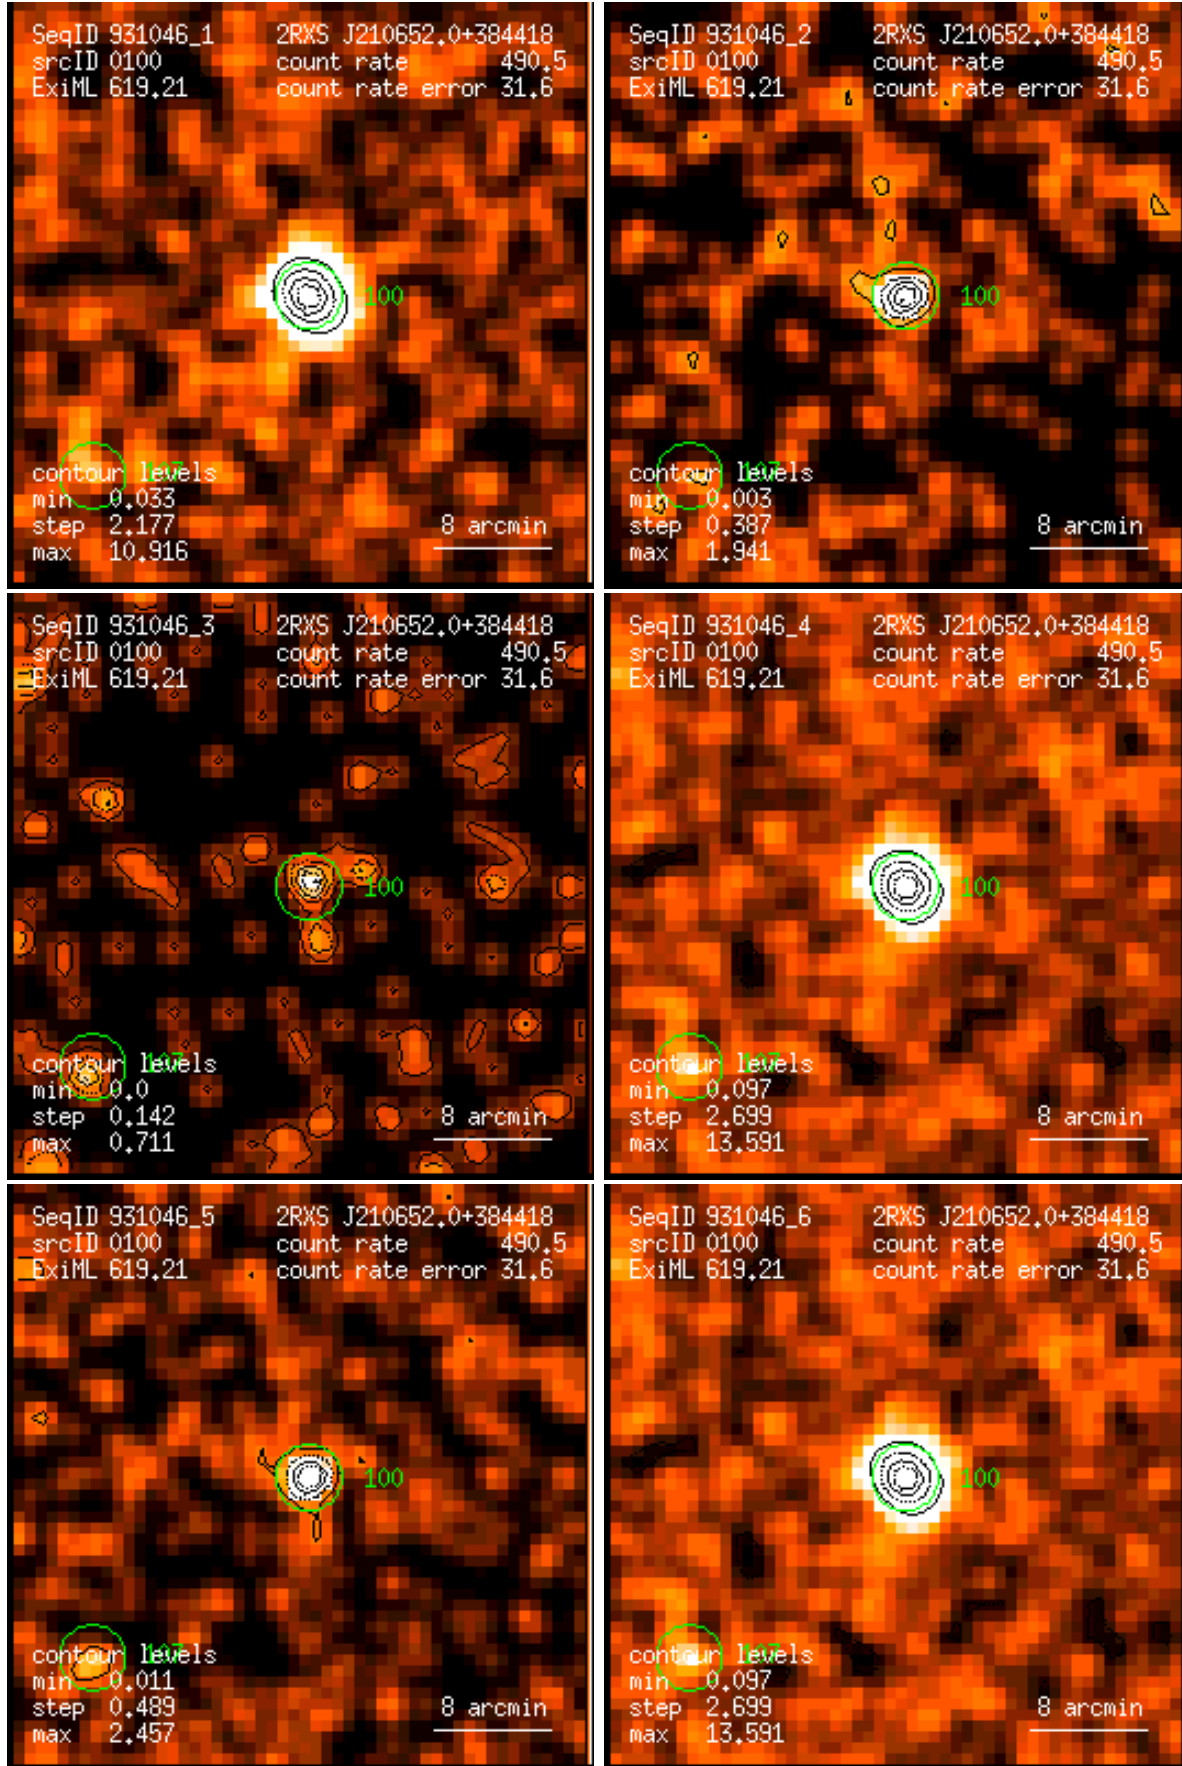 SeqID 931046_1 2RXS J210652.0+384418
srcID 0100 count rate 490.5
ExiML 619.21 count rate error 31.6
100
107
contour levels
min 0.033
step 2.177 8 arcmin
max 10.916
SeqID 931046_2 2RXS J210652.0+384418
srcID 0100 count rate 490.5
ExiML 619.21 count rate error 31.6
100
107
contour levels
min 0.003
step 0.387 8 arcmin
max 1.941
SeqID 931046_3 2RXS J210652.0+384418
srcID 0100 count rate 490.5
ExiML 619.21 count rate error 31.6
100
107
contour levels
min 0.0
step 0.142 8 arcmin
max 0.711
SeqID 931046_4 2RXS J210652.0+384418
srcID 0100 count rate 490.5
ExiML 619.21 count rate error 31.6
100
107
contour levels
min 0.097
step 2.699 8 arcmin
max 13.591
SeqID 931046_5 2RXS J210652.0+384418
srcID 0100 count rate 490.5
ExiML 619.21 count rate error 31.6
100
107
contour levels
min 0.011
step 0.489 8 arcmin
max 2.457
SeqID 931046_6 2RXS J210652.0+384418
srcID 0100 count rate 490.5
ExiML 619.21 count rate error 31.6
100
107
contour levels
min 0.097
step 2.699 8 arcmin
max 13.591